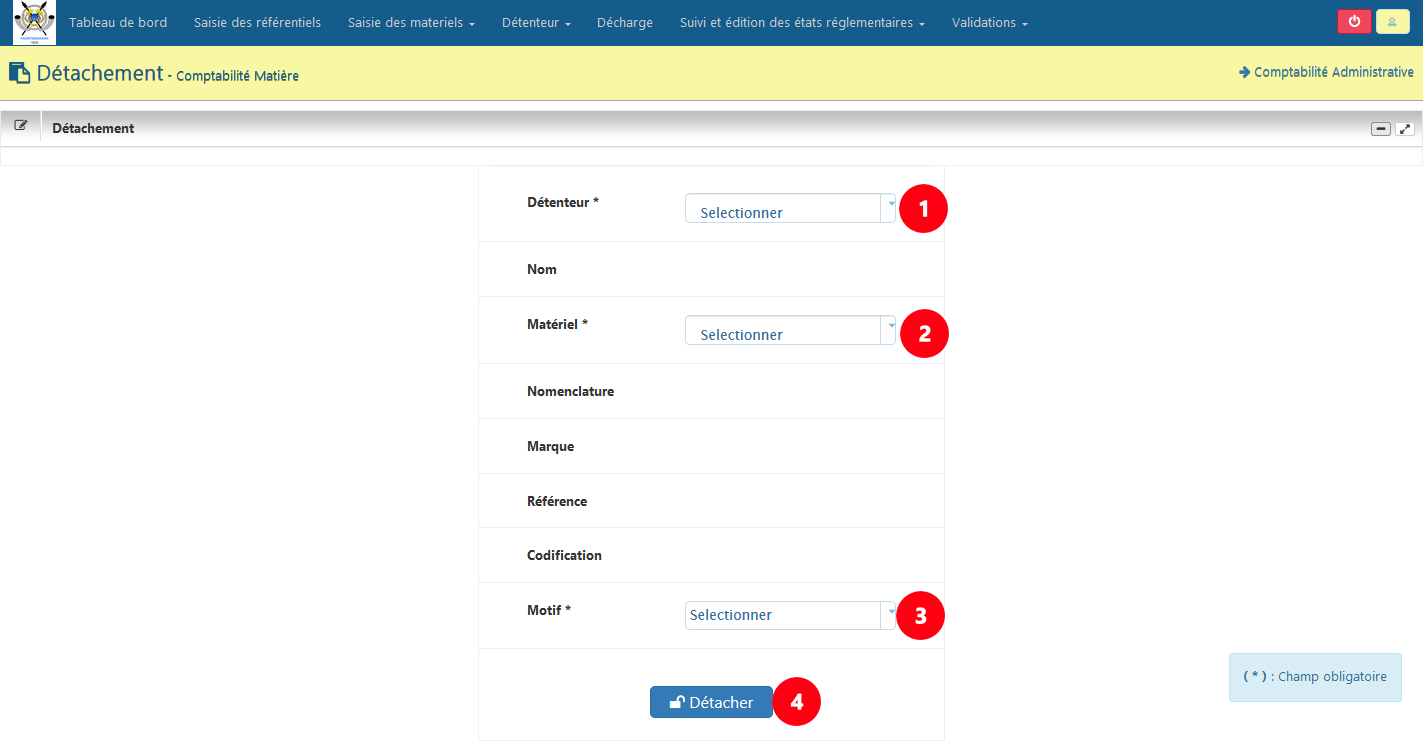 Tableau de bord Saisie des référentiels Saisie des materiels Détenteur Décharge Suivi et édition des états réglementaires Validations
Détachement - Comptabilité Matière
Comptabilité Administrative
Détachement
Détenteur * Selectionner 1
Nom
Matériel * Selectionner 2
Nomenclature
Marque
Référence
Codification
Motif * Selectionner 3
( * ) : Champ obligatoire
Détacher 4